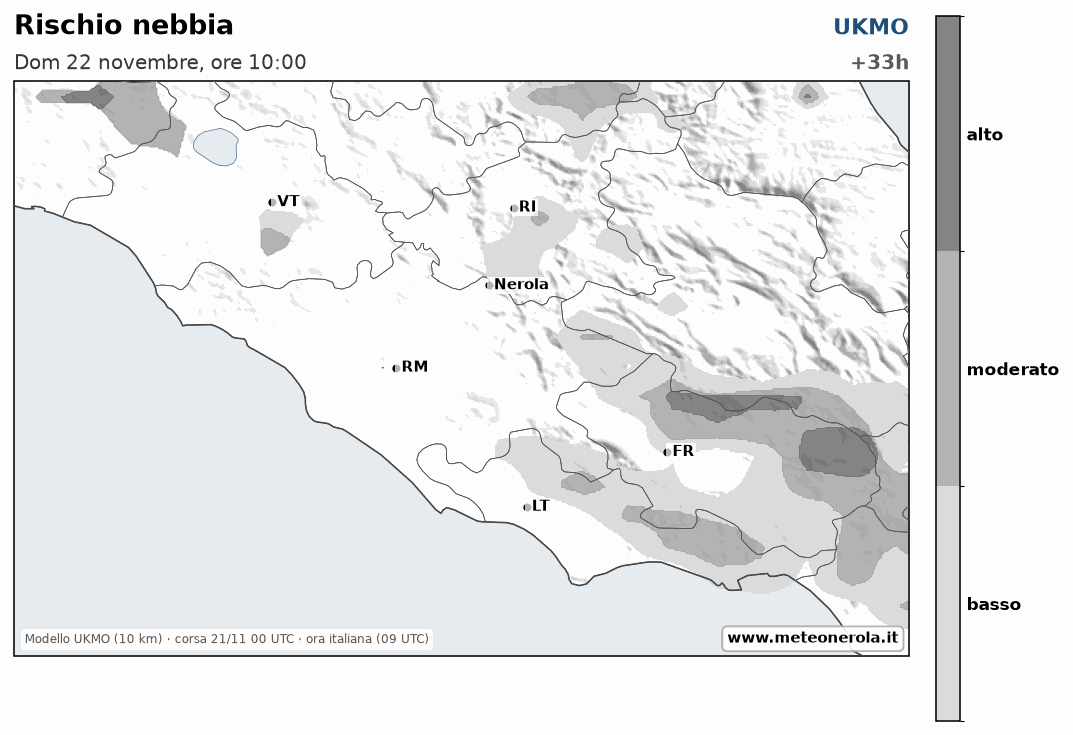 Rischio nebbia
UKMO
Dom 22 novembre, ore 10:00
+33h
alto
VT
RI
Nerola
moderato
RM
FR
LT
basso
Modello UKMO (10 km) · corsa 21/11 00 UTC · ora italiana (09 UTC)
www.meteonerola.it